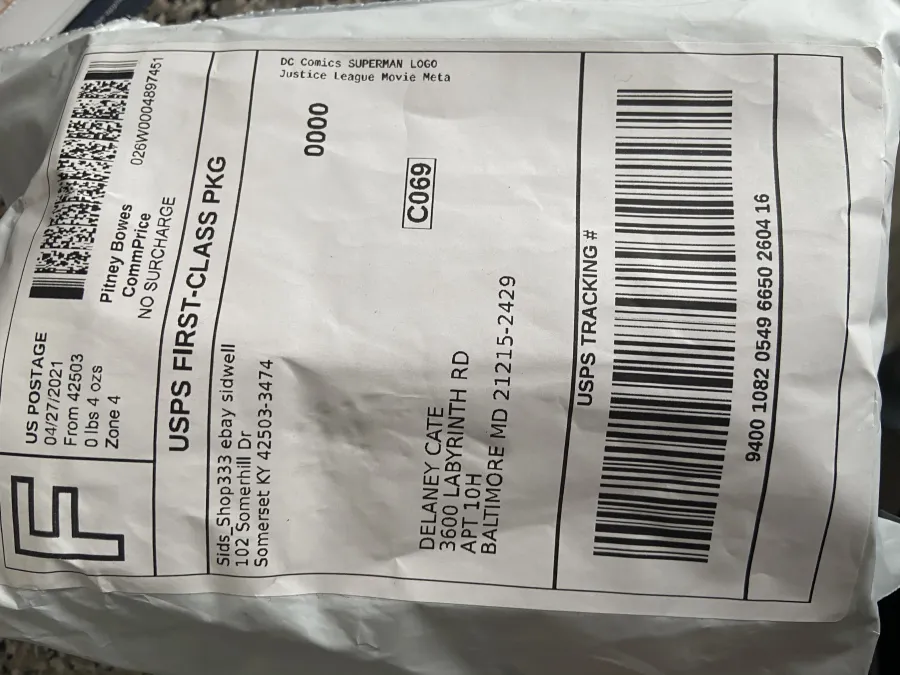 F
US POSTAGE
04/27/2021
From 42503
0 lbs 4 ozs
Zone 4
Pitney Bowes
CommPrice
NO SURCHARGE
026W0004897451
USPS FIRST-CLASS PKG
Sids_Shop333 ebay sidwell
102 Somerhill Dr
Somerset KY 42503-3474
DC Comics SUPERMAN LOGO
Justice League Movie Meta
0000
C069
DELANEY CATE
3600 LABYRINTH RD
APT 10H
BALTIMORE MD 21215-2429
USPS TRACKING #
9400 1082 0549 6650 2604 16